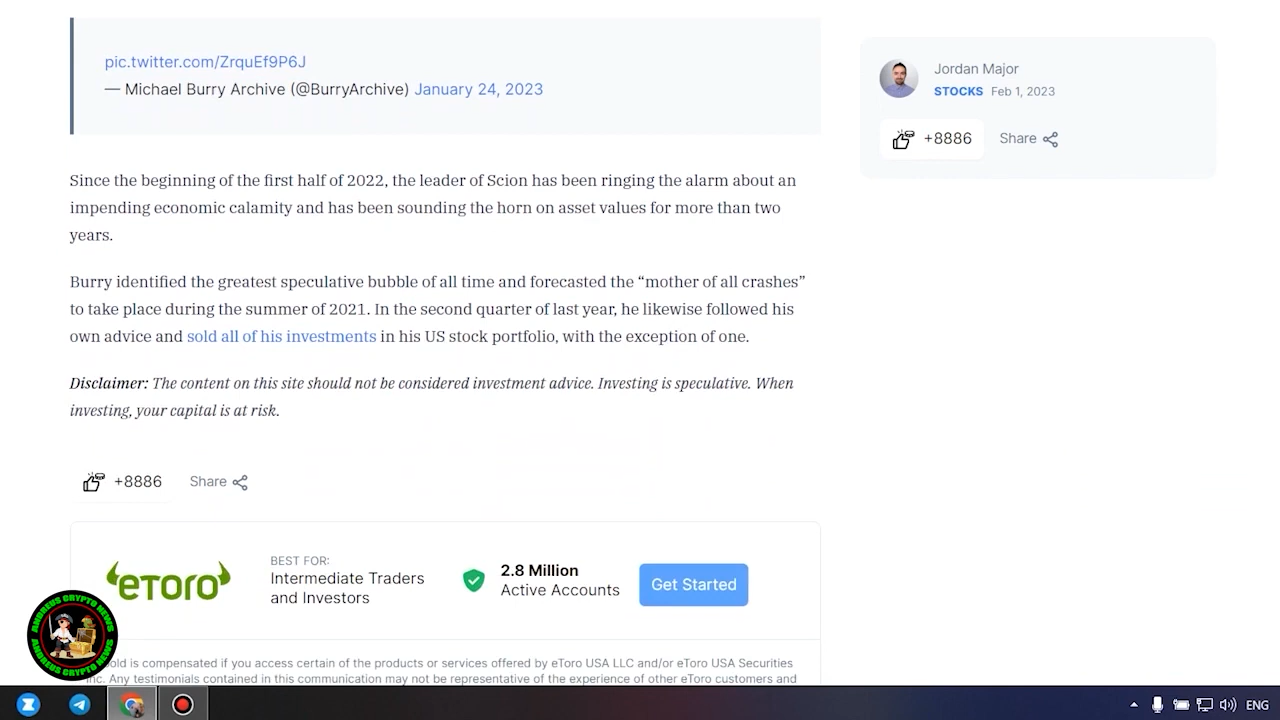 pic.twitter.com/ZrquEf9P6J
— Michael Burry Archive (@BurryArchive) January 24, 2023
Jordan Major
STOCKS Feb 1, 2023
+8886 Share
Since the beginning of the first half of 2022, the leader of Scion has been ringing the alarm about an
impending economic calamity and has been sounding the horn on asset values for more than two
years.
Burry identified the greatest speculative bubble of all time and forecasted the “mother of all crashes”
to take place during the summer of 2021. In the second quarter of last year, he likewise followed his
own advice and sold all of his investments in his US stock portfolio, with the exception of one.
Disclaimer: The content on this site should not be considered investment advice. Investing is speculative. When
investing, your capital is at risk.
+8886 Share
eToro
BEST FOR:
Intermediate Traders
and Investors
2.8 Million
Active Accounts
Get Started
ANDREUS CRYPTO NEWS
ANDREUS CRYPTO NEWS
is compensated if you access certain of the products or services offered by eToro USA LLC and/or eToro USA Securities
Inc. Any testimonials contained in this communication may not be representative of the experience of other eToro customers and
ENG